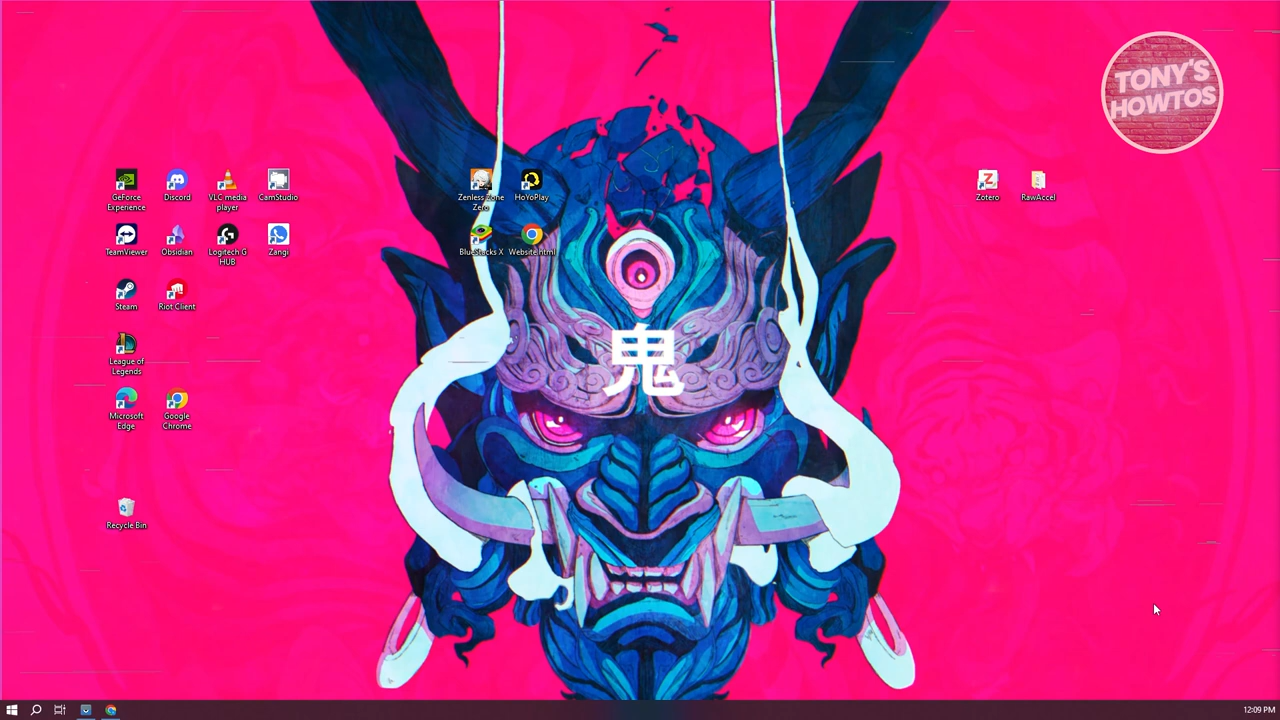 TONY'S
HOWTOS
GeForce
Experience
Discord
VLC media
player
CamStudio
Zenless Zone
Zero
HoYoPlay
Zotero
RawAccel
TeamViewer
Obsidian
Logitech G
HUB
Zangi
BlueStacks X
Website.html
Steam
Riot Client
鬼
League of
Legends
Microsoft
Edge
Google
Chrome
Recycle Bin
12:09 PM